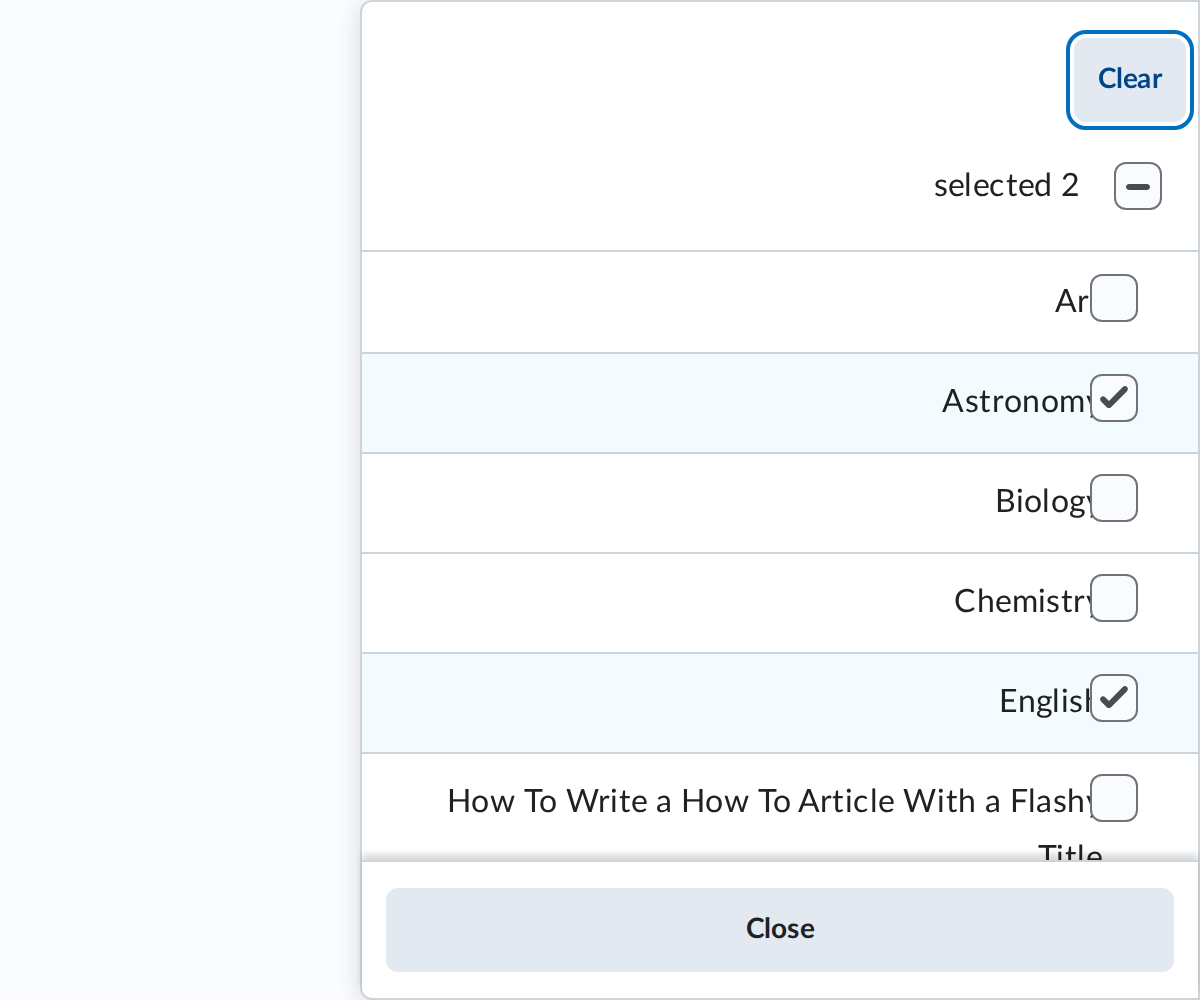 Clear
selected 2
Ar
Astronomy
Biology
Chemistry
English
How To Write a How To Article With a Flashy
Title
Close